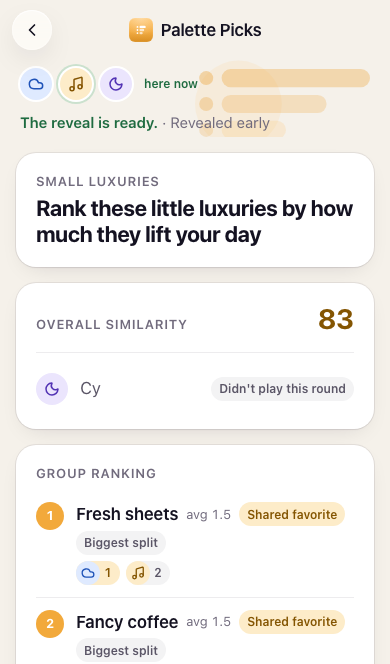 Palette Picks
here now
The reveal is ready. · Revealed early
SMALL LUXURIES
Rank these little luxuries by how
much they lift your day
OVERALL SIMILARITY 83
Cy Didn't play this round
GROUP RANKING
1 Fresh sheets avg 1.5 Shared favorite
Biggest split
1 2
2 Fancy coffee avg 1.5 Shared favorite
Biggest split